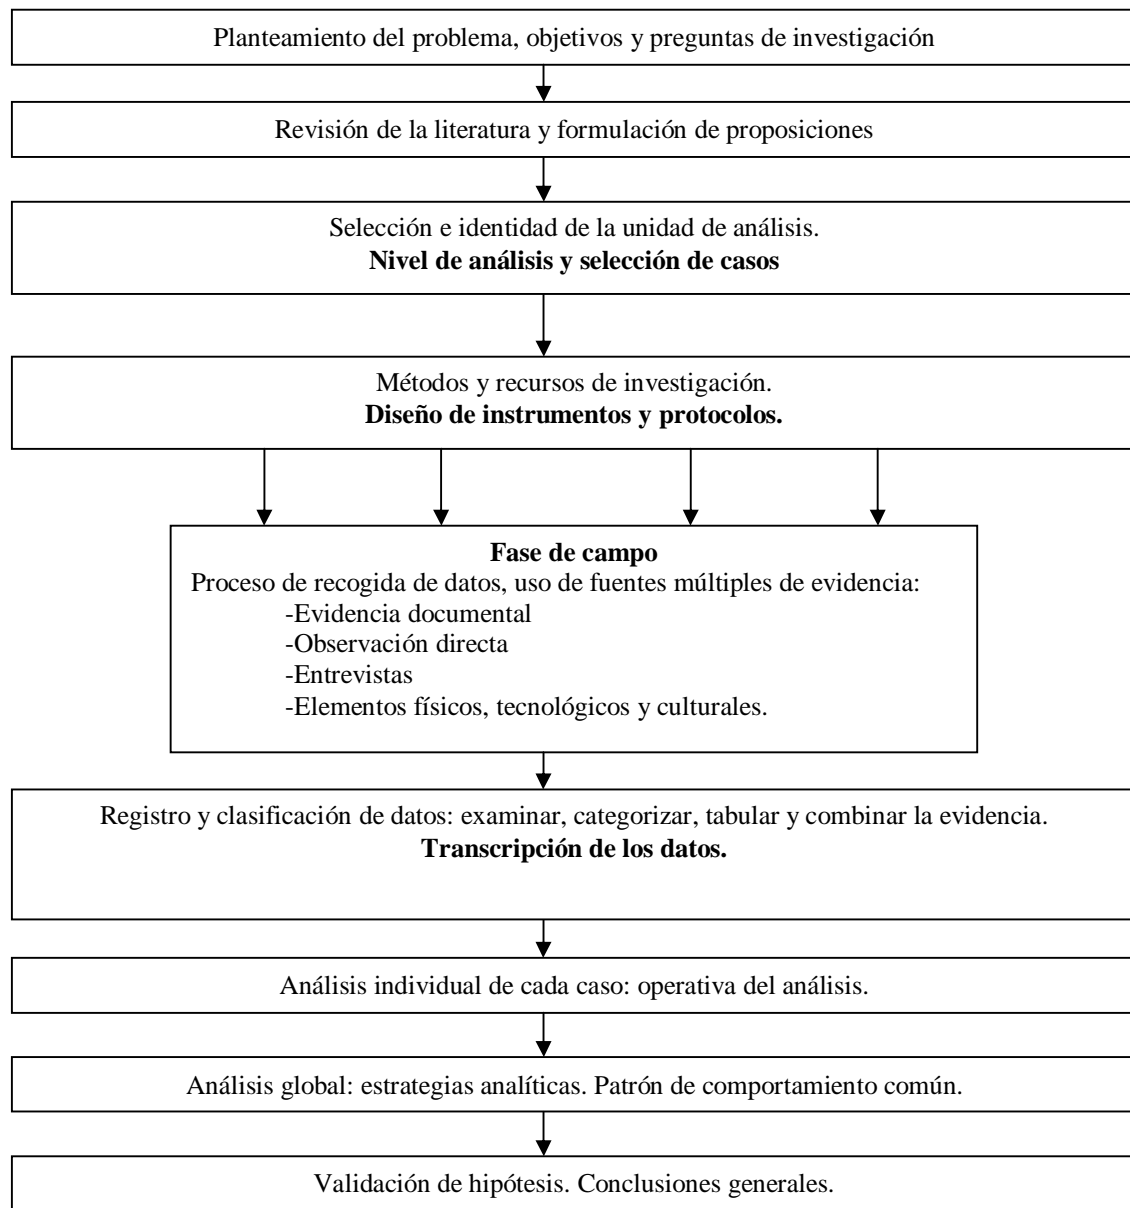 Planteamiento del problema, objetivos y preguntas de investigación
Revisión de la literatura y formulación de proposiciones
Selección e identidad de la unidad de análisis.
Nivel de análisis y selección de casos
Métodos y recursos de investigación.
Diseño de instrumentos y protocolos.
Fase de campo
Proceso de recogida de datos, uso de fuentes múltiples de evidencia:
-Evidencia documental
-Observación directa
-Entrevistas
-Elementos físicos, tecnológicos y culturales.
Registro y clasificación de datos: examinar, categorizar, tabular y combinar la evidencia.
Transcripción de los datos.
Análisis individual de cada caso: operativa del análisis.
Análisis global: estrategias analíticas. Patrón de comportamiento común.
Validación de hipótesis. Conclusiones generales.